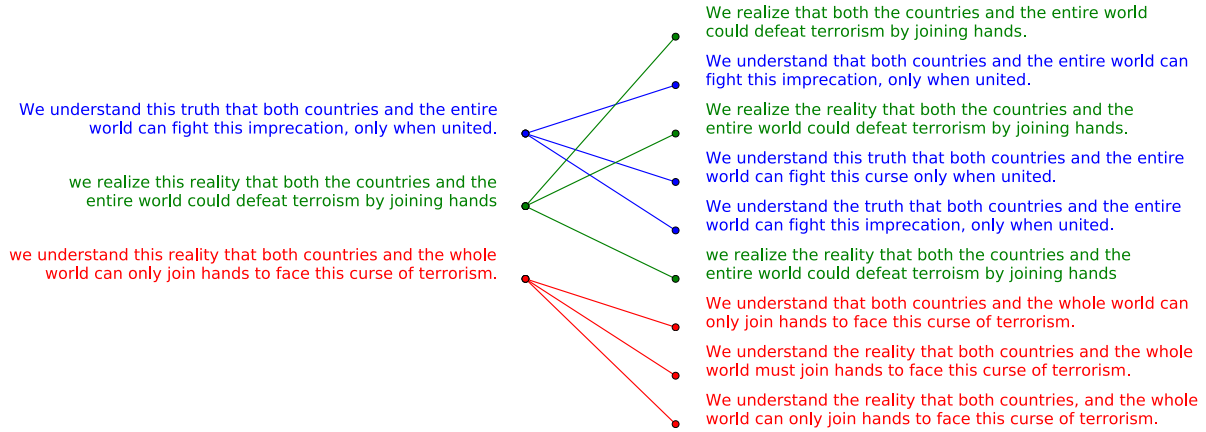 We understand this truth that both countries and the entire
world can fight this imprecation, only when united.
we realize this reality that both the countries and the
entire world could defeat terroism by joining hands
we understand this reality that both countries and the whole
world can only join hands to face this curse of terrorism.
We realize that both the countries and the entire world
could defeat terrorism by joining hands.
We understand that both countries and the entire world can
fight this imprecation, only when united.
We realize the reality that both the countries and the
entire world could defeat terrorism by joining hands.
We understand this truth that both countries and the entire
world can fight this curse only when united.
We understand the truth that both countries and the entire
world can fight this imprecation, only when united.
we realize the reality that both the countries and the
entire world could defeat terroism by joining hands
We understand that both countries and the whole world can
only join hands to face this curse of terrorism.
We understand the reality that both countries and the whole
world must join hands to face this curse of terrorism.
We understand the reality that both countries, and the whole
world can only join hands to face this curse of terrorism.